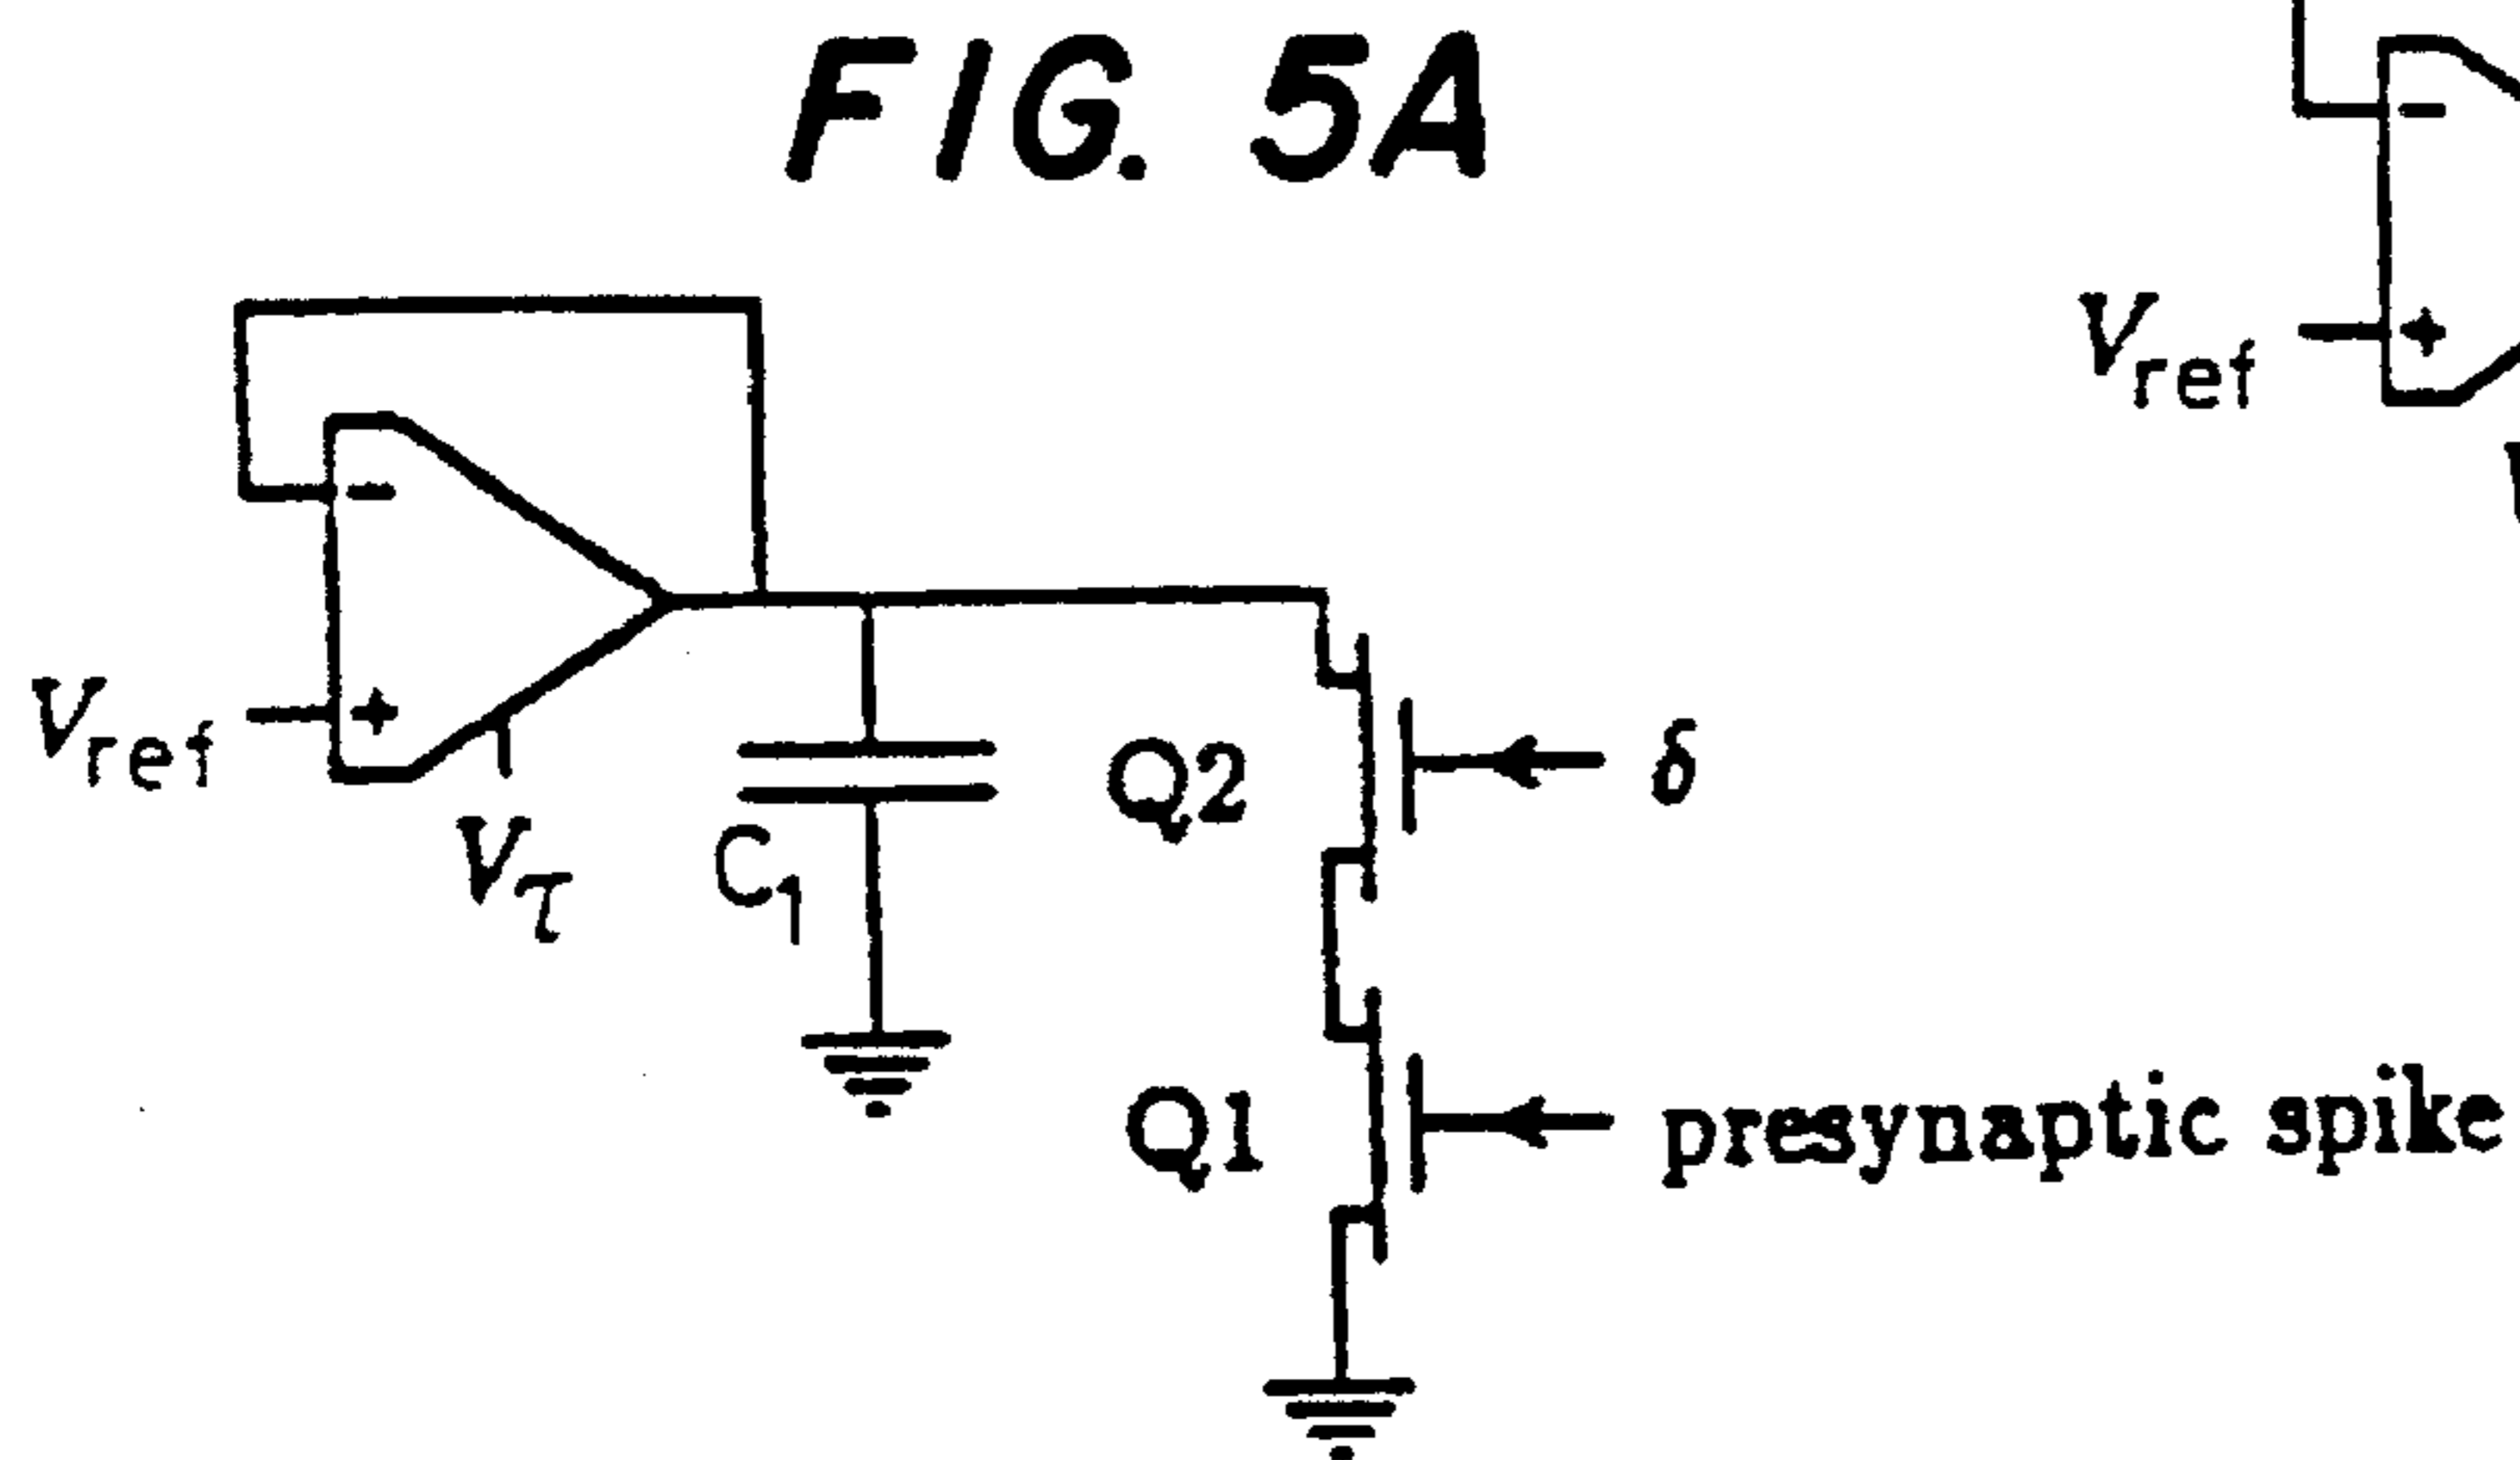 FIG. 5A
-
+
Vref
-
+
Vref
Vτ
C1
Q2
δ
Q1
presynaptic spike